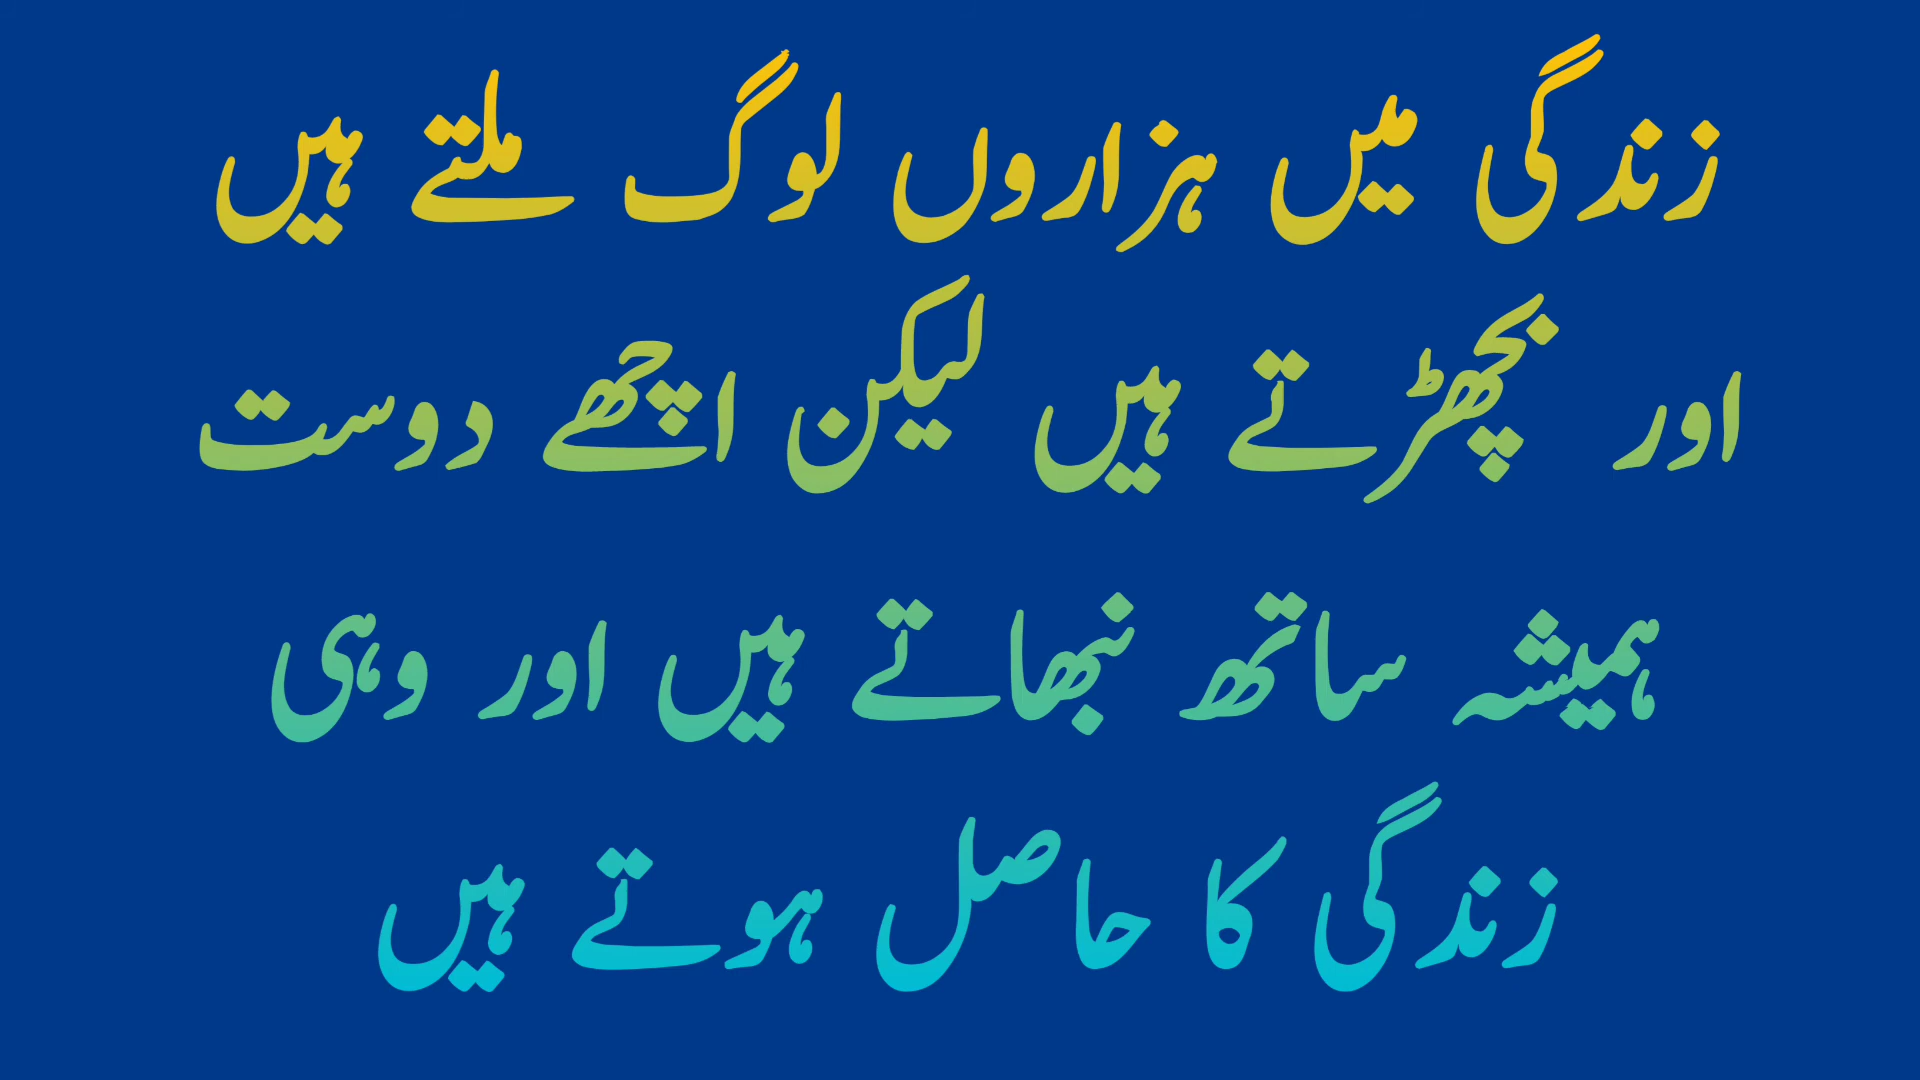 زندگی میں ہزاروں لوگ ملتے ہیں
اور بچھڑتے ہیں لیکن اچھے دوست
ہمیشہ ساتھ نبھاتے ہیں اور وہی
زندگی کا حاصل ہوتے ہیں